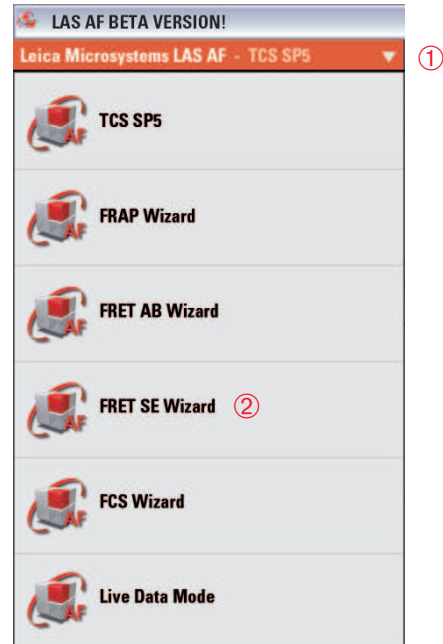 LAS AF BETA VERSION!
Leica Microsystems LAS AF - TCS SP5 ①
TCS SP5
FRAP Wizard
FRET AB Wizard
FRET SE Wizard ②
FCS Wizard
Live Data Mode